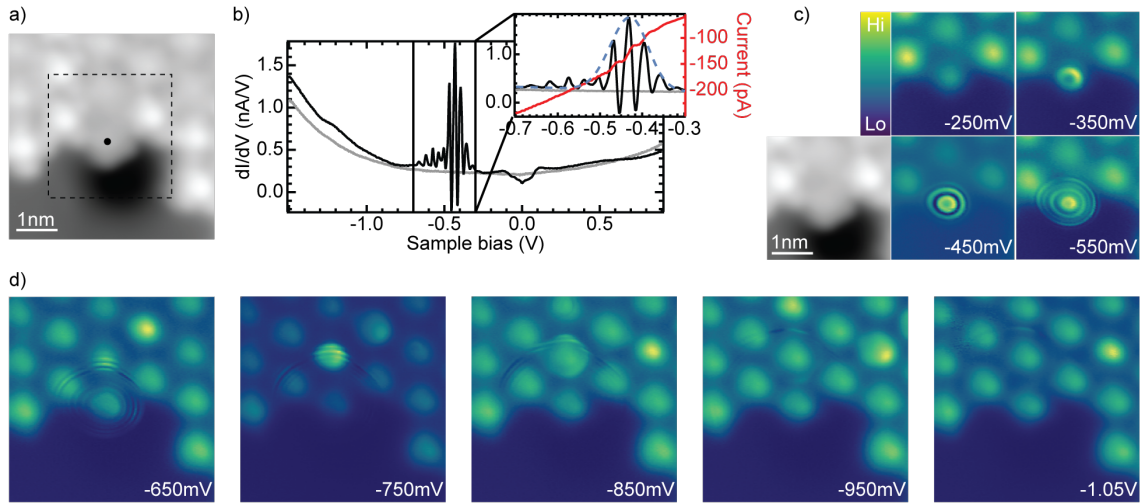 a)
1nm
b)
dI/dV (nA/V)
1.5
1.0
0.5
0.0
-1.0
-0.5
0.0
0.5
Sample bias (V)
1.0
0.0
-0.7
-0.6
-0.5
-0.4
-0.3
-100
-150
-200
Current (pA)
c)
Hi
Lo
-250mV
-350mV
1nm
-450mV
-550mV
d)
-650mV
-750mV
-850mV
-950mV
-1.05V